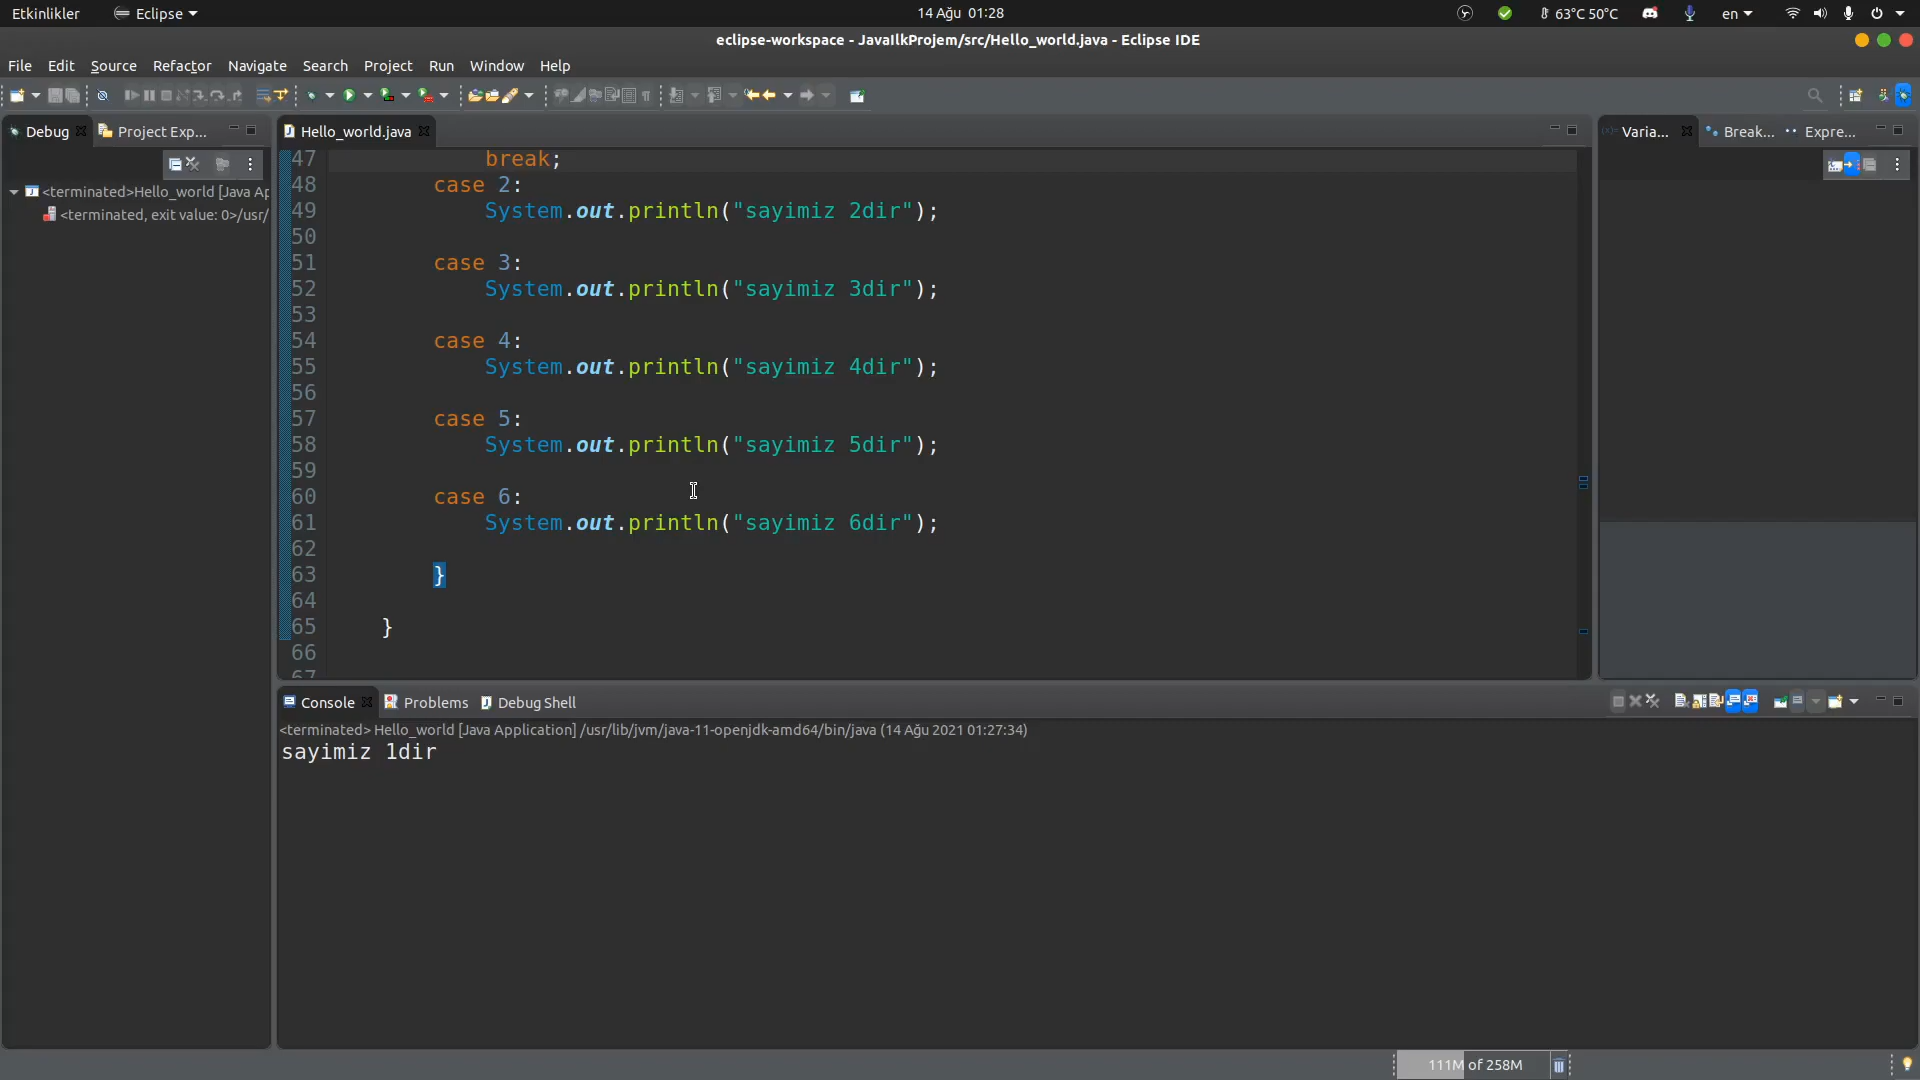 Etkinlikler
Eclipse
14 Ağu 01:28
63°C 50°C
en
eclipse-workspace - JavaIlkProjem/src/Hello_world.java - Eclipse IDE
File Edit Source Refactor Navigate Search Project Run Window Help
Debug
Project Exp...
Hello_world.java
Varia...
Break...
Expre...
<terminated>Hello_world [Java Ap
<terminated, exit value: 0>/usr/
47 break;
48 case 2:
49 System.out.println("sayimiz 2dir");
50
51 case 3:
52 System.out.println("sayimiz 3dir");
53
54 case 4:
55 System.out.println("sayimiz 4dir");
56
57 case 5:
58 System.out.println("sayimiz 5dir");
59
60 case 6:
61 System.out.println("sayimiz 6dir");
62
63 }
64
65 }
66
67
Console
Problems
Debug Shell
<terminated> Hello_world [Java Application] /usr/lib/jvm/java-11-openjdk-amd64/bin/java (14 Ağu 2021 01:27:34)
sayimiz 1dir
111M of 258M